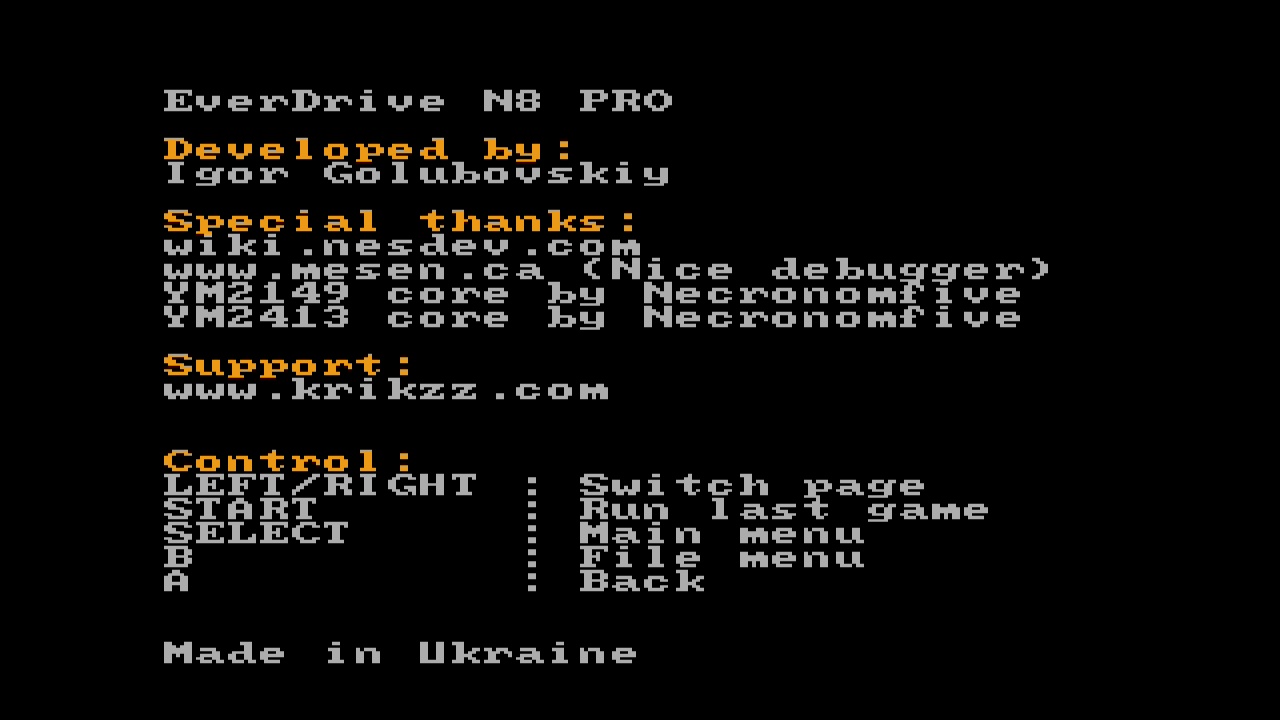 EverDrive N8 PRO
Developed by:
Igor Golubovskiy
Special thanks:
wiki.nesdev.com
www.mesen.ca (Nice debugger)
YM2149 core by Necronomfive
YM2413 core by Necronomfive
Support:
www.krikzz.com
Control:
LEFT/RIGHT : Switch page
START : Run last game
SELECT : Main menu
B : File menu
A : Back
Made in Ukraine